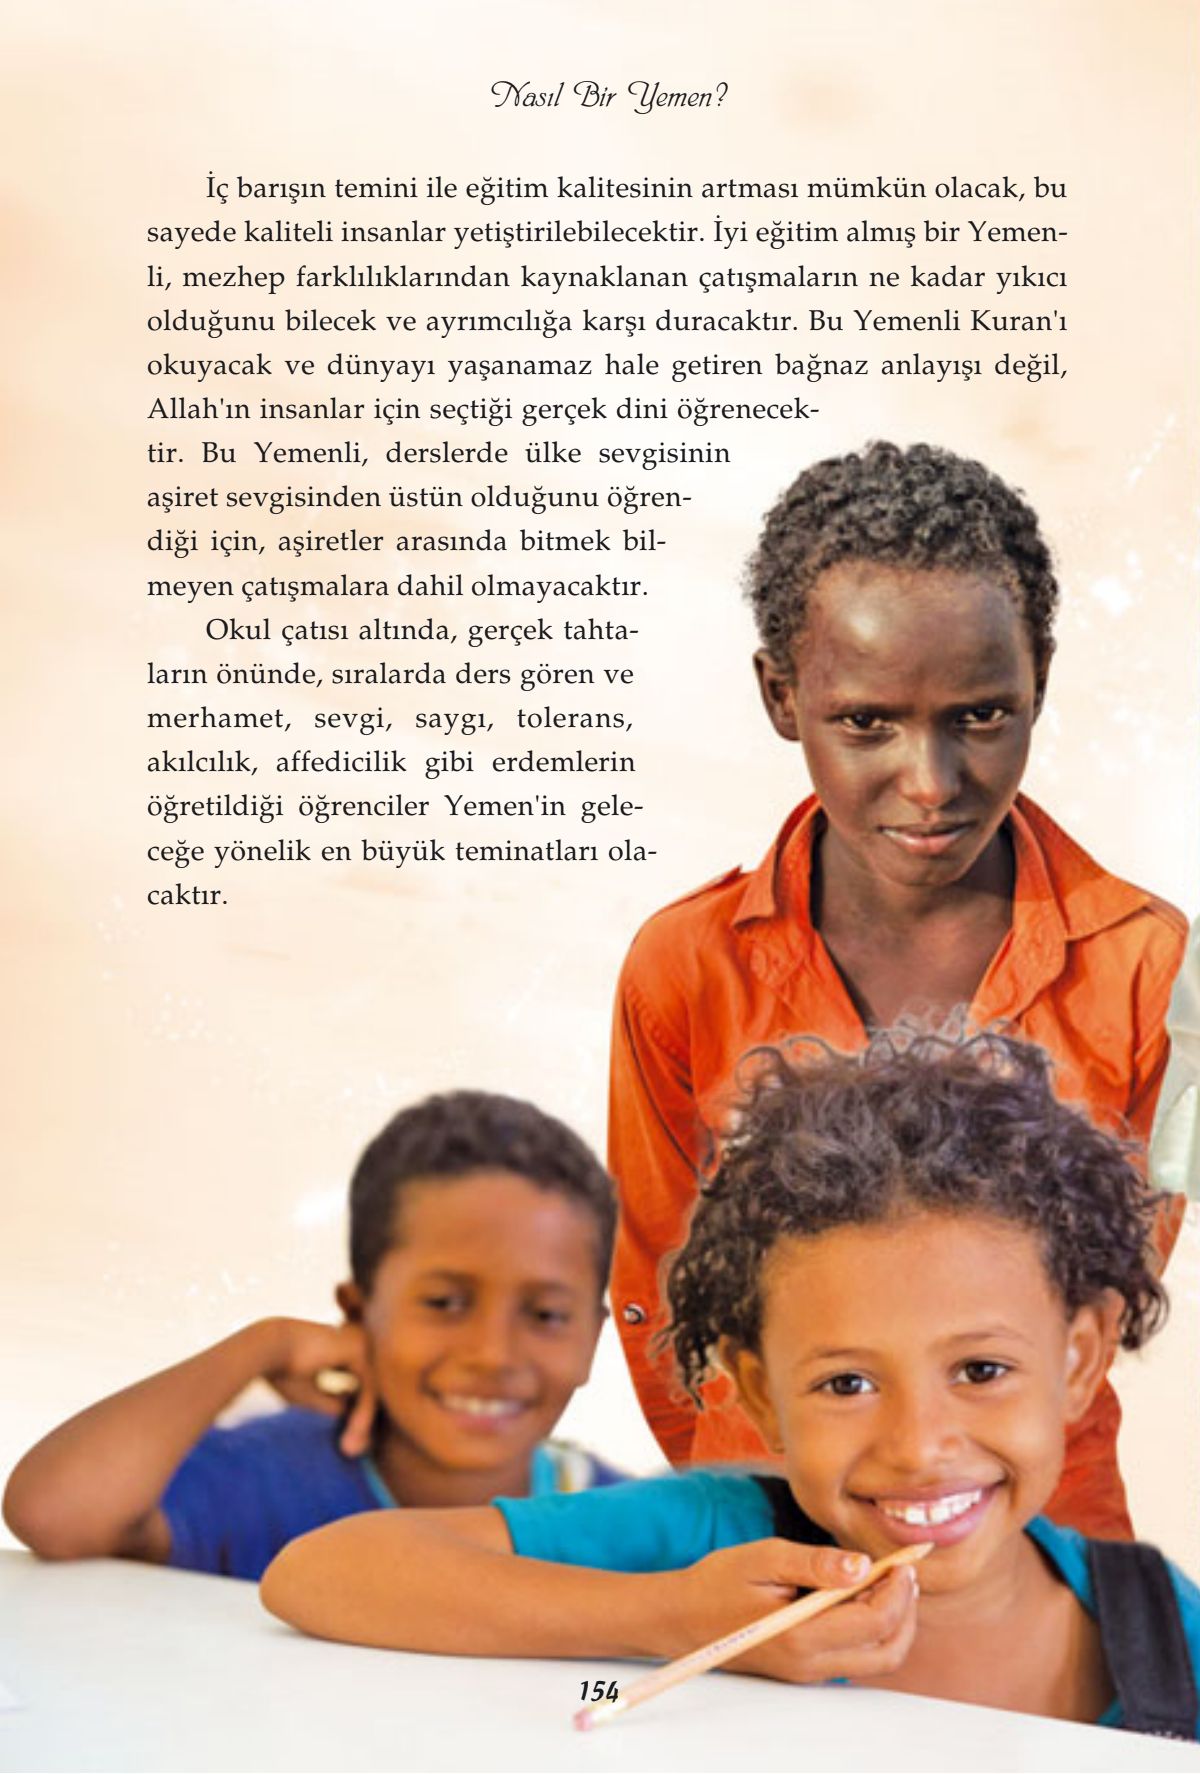 Nasıl Bir Yemen?
İç barışın temini ile eğitim kalitesinin artması mümkün olacak, bu
sayede kaliteli insanlar yetiştirilebilecektir. İyi eğitim almış bir Yemen-
li, mezhep farklılıklarından kaynaklanan çatışmaların ne kadar yıkıcı
olduğunu bilecek ve ayrımcılığa karşı duracaktır. Bu Yemenli Kuran'ı
okuyacak ve dünyayı yaşanamaz hale getiren bağnaz anlayışı değil,
Allah'ın insanlar için seçtiği gerçek dini öğrenecek-
tir. Bu Yemenli, derslerde ülke sevgisinin
aşiret sevgisinden üstün olduğunu öğren-
diği için, aşiretler arasında bitmek bil-
meyen çatışmalara dahil olmayacaktır.
Okul çatısı altında, gerçek tahta-
ların önünde, sıralarda ders gören ve
merhamet, sevgi, saygı, tolerans,
akılcılık, affedicilik gibi erdemlerin
öğretildiği öğrenciler Yemen'in gele-
ceğe yönelik en büyük teminatları ola-
caktır.
154